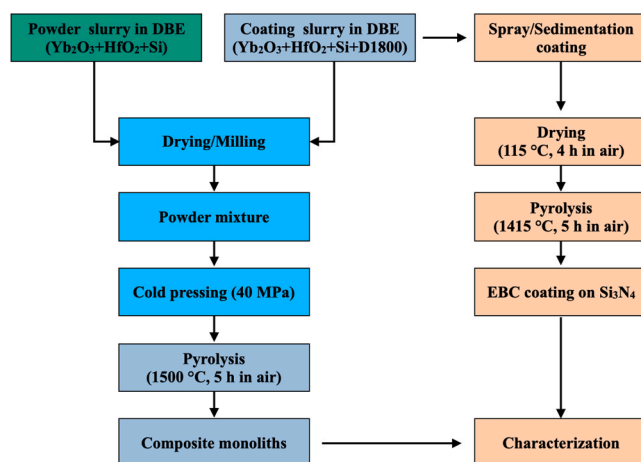 Powder slurry in DBE
(Yb₂O₃+HfO₂+Si)
Coating slurry in DBE
(Yb₂O₃+HfO₂+Si+D1800)
Spray/Sedimentation
coating
Drying/Milling
Drying
(115 °C, 4 h in air)
Powder mixture
Pyrolysis
(1415 °C, 5 h in air)
Cold pressing (40 MPa)
EBC coating on Si₃N₄
Pyrolysis
(1500 °C, 5 h in air)
Composite monoliths
Characterization